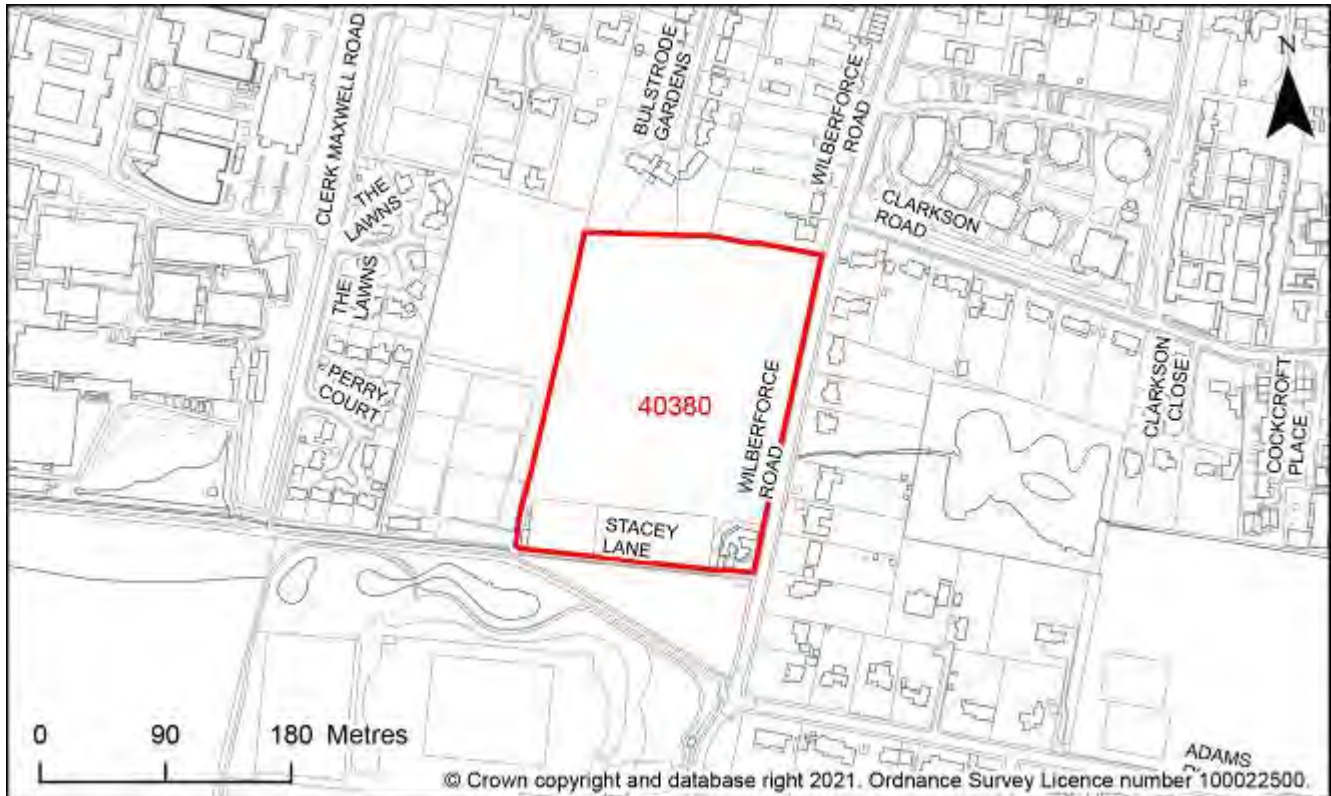 N
CLERK MAXWELL ROAD
BULSTRODE
GARDENS
WILBERFORCE
ROAD
THE
LAWNS
CLARKSON
ROAD
THE
LAWNS
PERRY
COURT
40380
WILBERFORCE
ROAD
CLARKSON
CLOSE
COCKCROFT
PLACE
STACEY
LANE
0 90 180 Metres
ADAMS
© Crown copyright and database right 2021. Ordnance Survey Licence number 100022500.